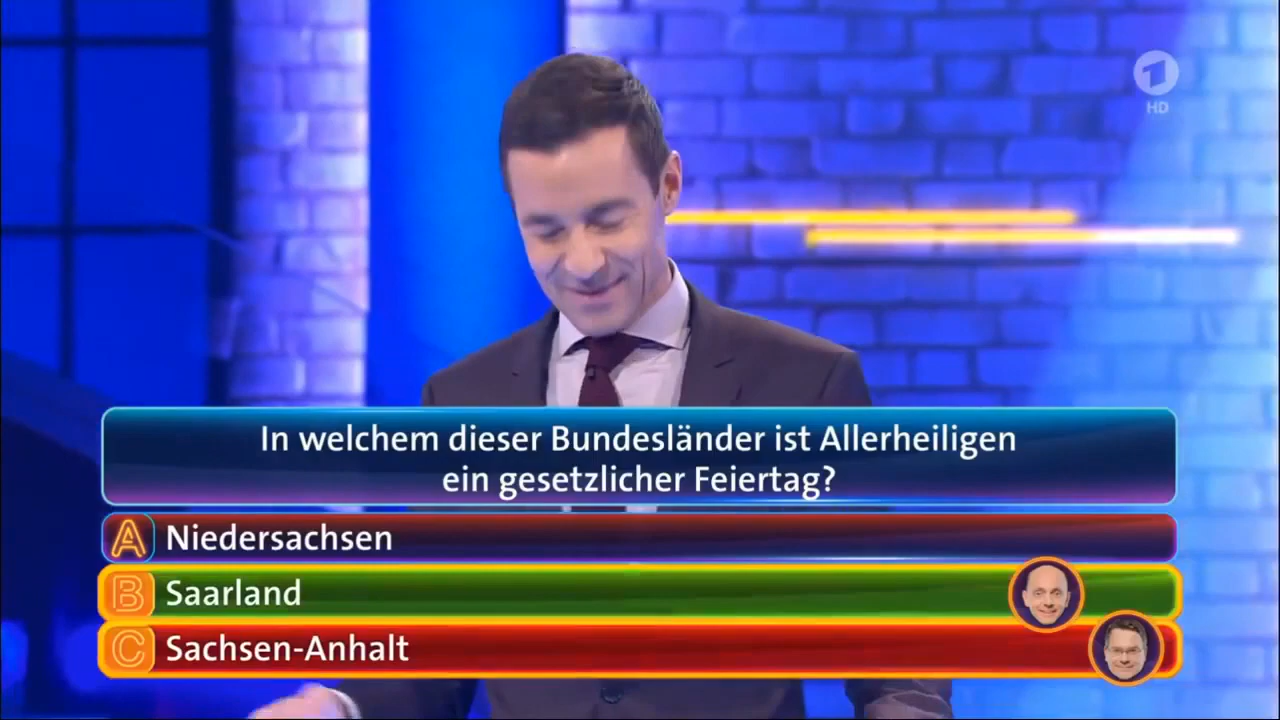 1
HD
In welchem dieser Bundesländer ist Allerheiligen
ein gesetzlicher Feiertag?
A Niedersachsen
B Saarland
C Sachsen-Anhalt